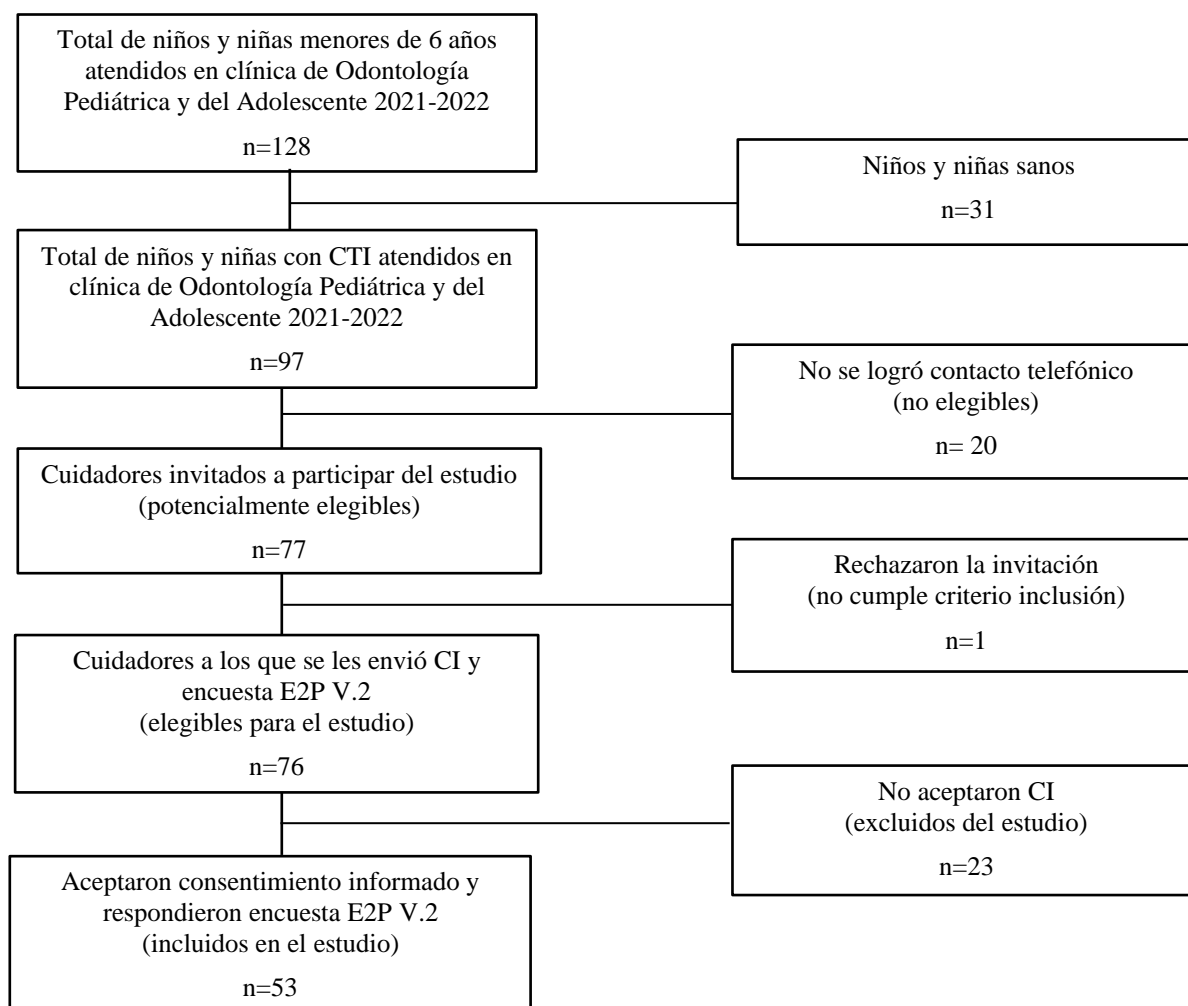 Total de niños y niñas menores de 6 años
atendidos en clínica de Odontología
Pediátrica y del Adolescente 2021-2022
n=128
Niños y niñas sanos
n=31
Total de niños y niñas con CTI atendidos en
clínica de Odontología Pediátrica y del
Adolescente 2021-2022
n=97
No se logró contacto telefónico
(no elegibles)
n= 20
Cuidadores invitados a participar del estudio
(potencialmente elegibles)
n=77
Rechazaron la invitación
(no cumple criterio inclusión)
n=1
Cuidadores a los que se les envió CI y
encuesta E2P V.2
(elegibles para el estudio)
n=76
No aceptaron CI
(excluidos del estudio)
n=23
Aceptaron consentimiento informado y
respondieron encuesta E2P V.2
(incluidos en el estudio)
n=53